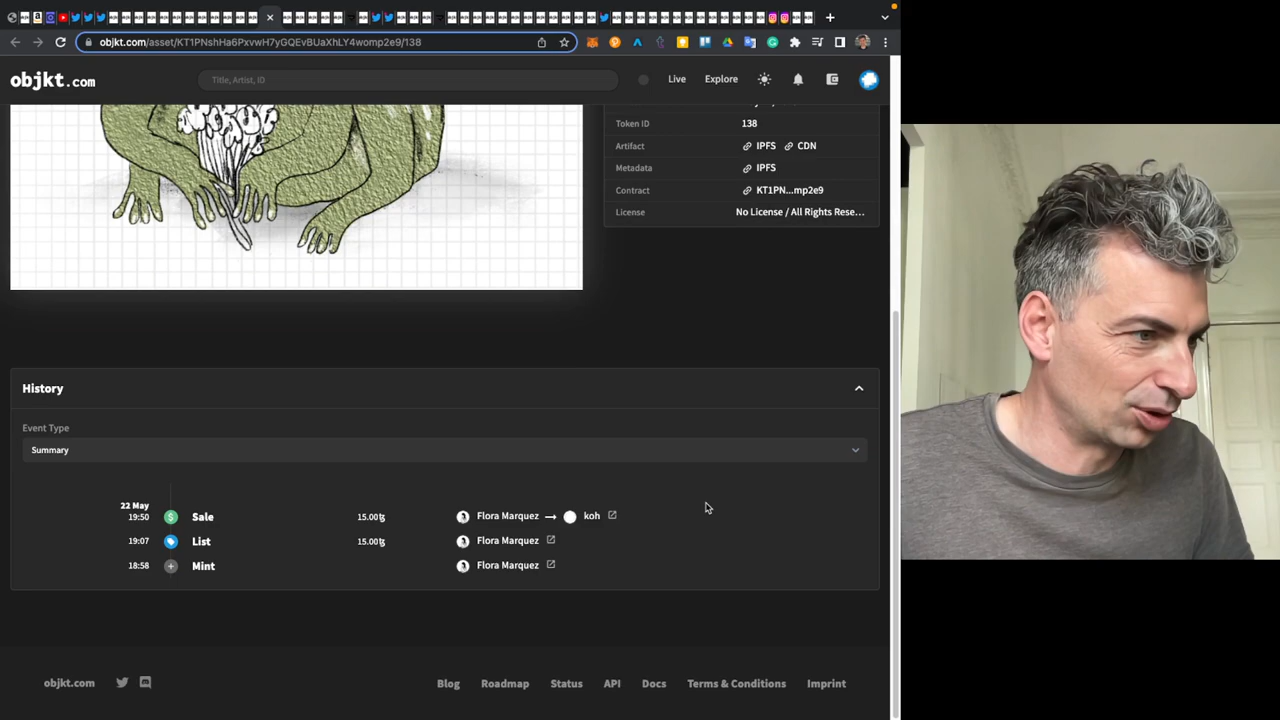 objkt.com/asset/KT1PNshHa6PxvwH7yGQEvBUaXhLY4womp2e9/138
objkt.com
Title, Artist, ID
Live
Explore
Token ID
138
Artifact
IPFS
CDN
Metadata
IPFS
Contract
KT1PN...mp2e9
License
No License / All Rights Rese...
History
Event Type
Summary
22 May
19:50
Sale
15.00ꜩ
Flora Marquez
koh
19:07
List
15.00ꜩ
Flora Marquez
18:58
Mint
Flora Marquez
objkt.com
Blog
Roadmap
Status
API
Docs
Terms & Conditions
Imprint